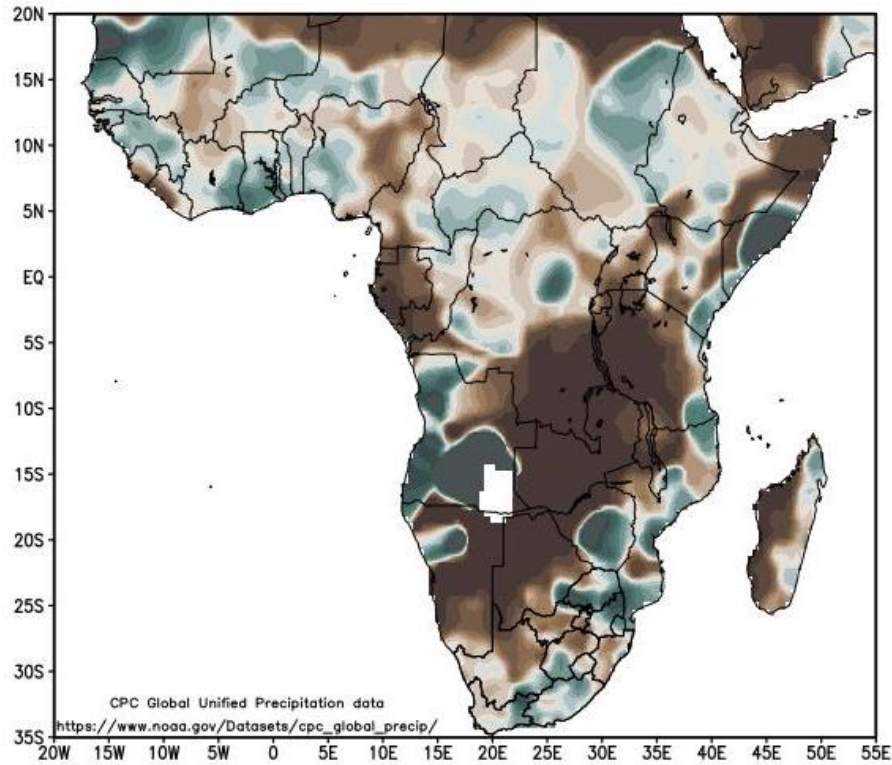 20N
15N
10N
5N
EQ
5S
10S
15S
20S
25S
30S
35S
CPC Global Unified Precipitation data
https://www.noaa.gov/Datasets/cpc_global_precip/
20W 15W 10W 5W 0 5E 10E 15E 20E 25E 30E 35E 40E 45E 50E 55E